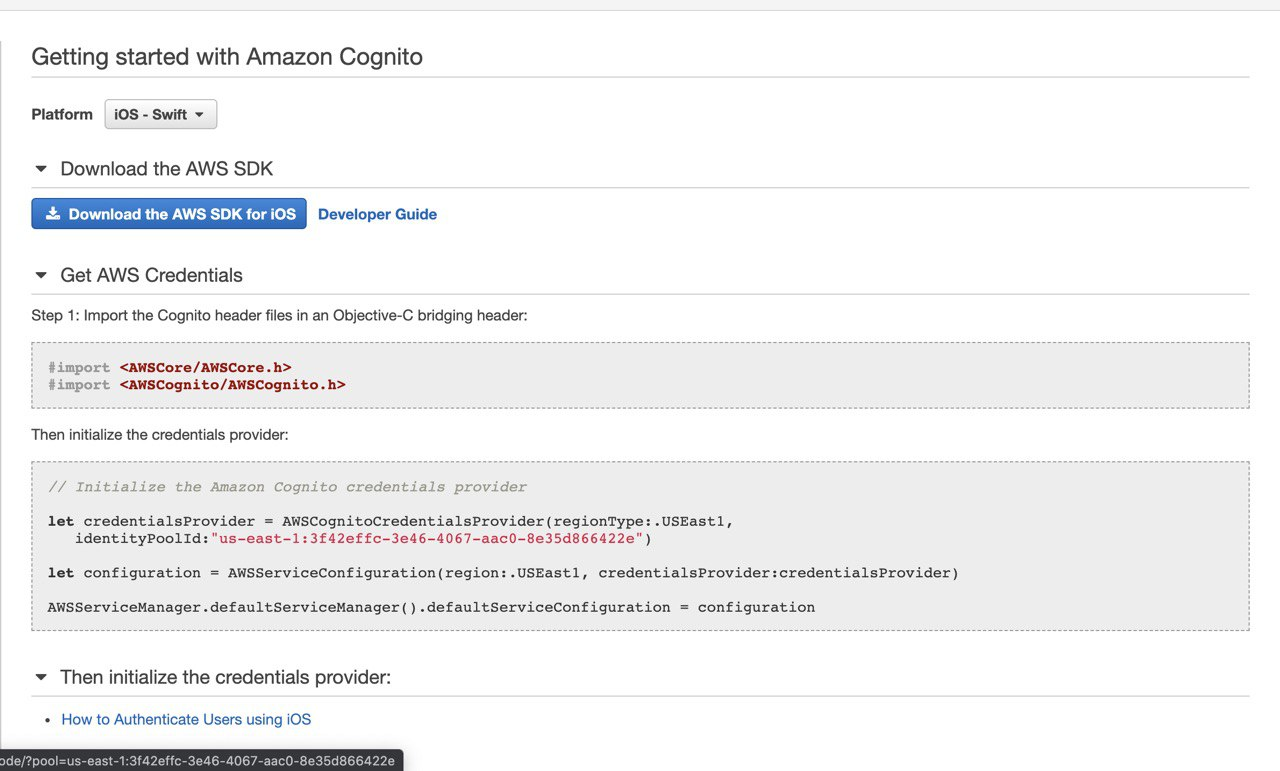 Getting started with Amazon Cognito
Platform iOS - Swift
Download the AWS SDK
Download the AWS SDK for iOS Developer Guide
Get AWS Credentials
Step 1: Import the Cognito header files in an Objective-C bridging header:
#import <AWSCore/AWSCore.h>
#import <AWSCognito/AWSCognito.h>
Then initialize the credentials provider:
// Initialize the Amazon Cognito credentials provider
let credentialsProvider = AWSCognitoCredentialsProvider(regionType:.USEast1,
identityPoolId:"us-east-1:3f42effc-3e46-4067-aac0-8e35d866422e")
let configuration = AWSServiceConfiguration(region:.USEast1, credentialsProvider:credentialsProvider)
AWSServiceManager.defaultServiceManager().defaultServiceConfiguration = configuration
Then initialize the credentials provider:
• How to Authenticate Users using iOS
ode/?pool=us-east-1:3f42effc-3e46-4067-aac0-8e35d866422e